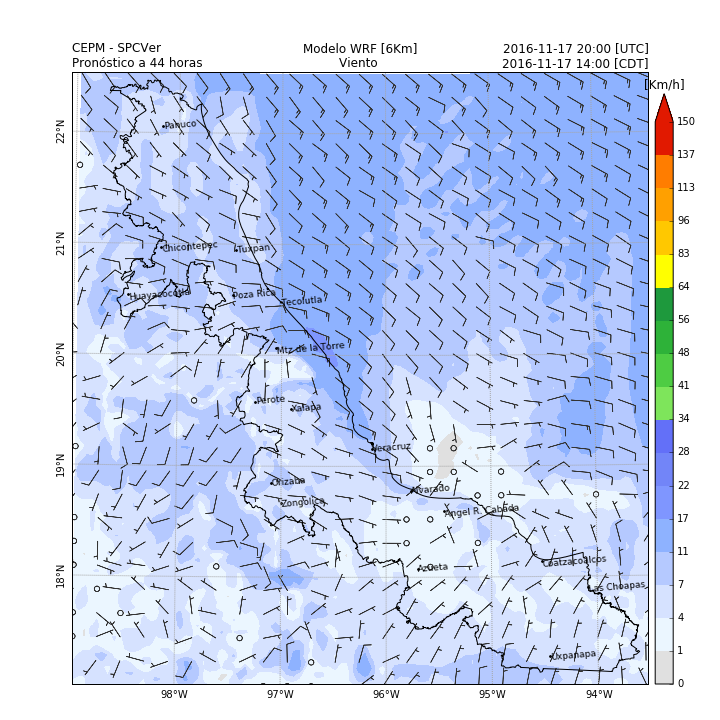 CEPM - SPCVer Modelo WRF [6Km] 2016-11-17 20:00 [UTC]
Pronóstico a 44 horas Viento 2016-11-17 14:00 [CDT]
[Km/h]
150
137
113
96
83
64
56
48
41
34
28
22
17
11
7
4
1
0
22°N
21°N
20°N
19°N
18°N
Panuco
Chicontepec
Tuxpan
Huayacocotla
Poza Rica
Tecolutla
Mtz de la Torre
Perote
Xalapa
Veracruz
Orizaba
Alvarado
Zongolica
Angel R. Cabada
Azueta
Coatzacoalcos
Las Choapas
Uxpanapa
98°W 97°W 96°W 95°W 94°W